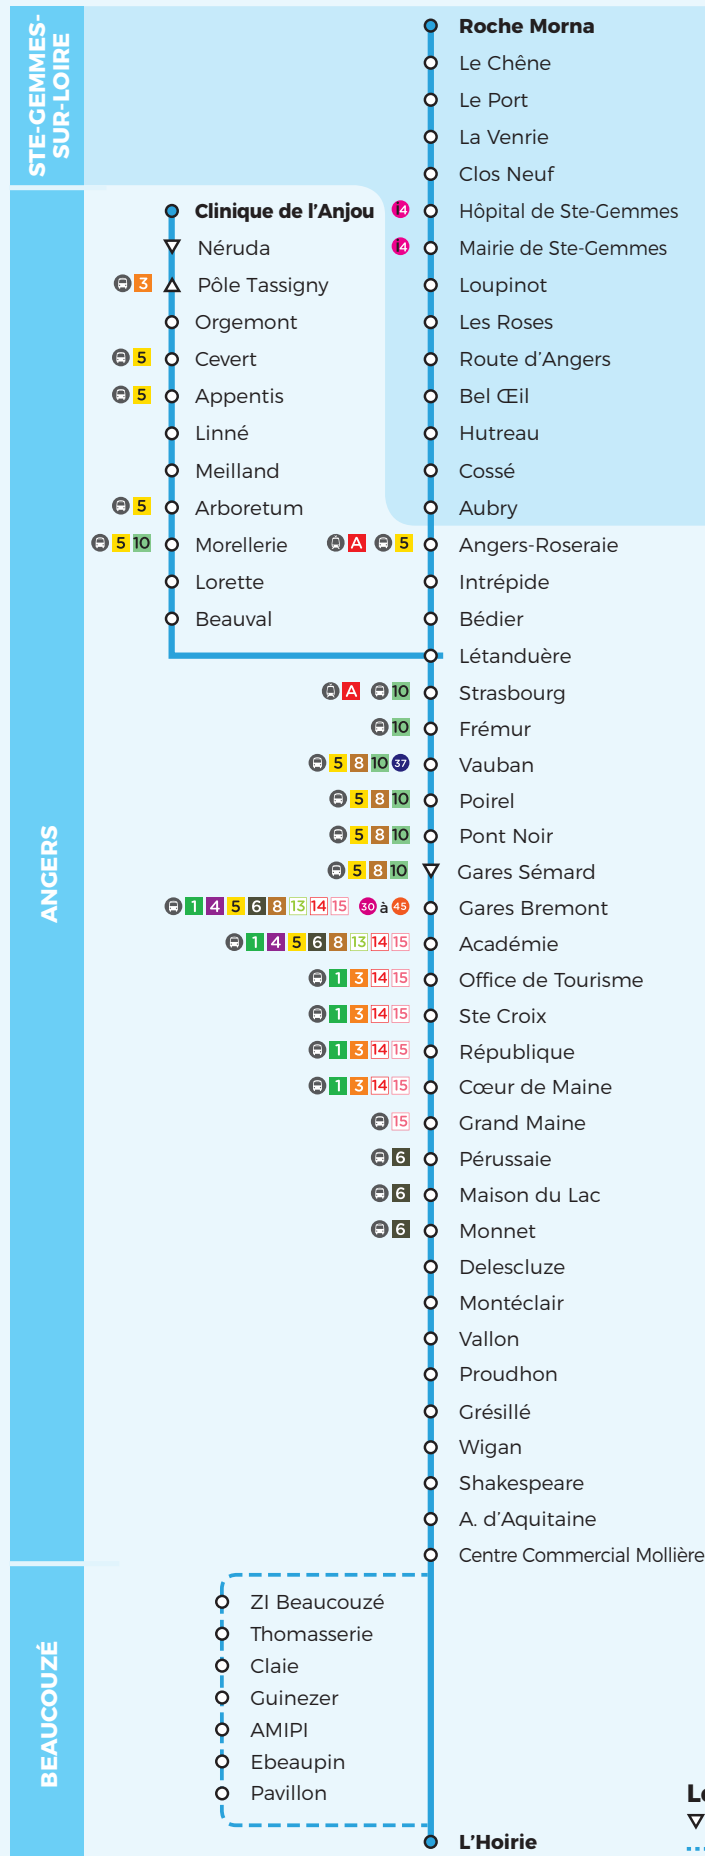 STE-GEMMES-
SUR-LOIRE
Roche Morna
Le Chêne
Le Port
La Venrie
Clos Neuf
i4 Hôpital de Ste-Gemmes
i4 Mairie de Ste-Gemmes
Loupinot
Les Roses
Route d'Angers
Bel Œil
Hutreau
Cossé
Aubry
ANGERS
Clinique de l'Anjou
Néruda
3 Pôle Tassigny
Orgemont
5 Cevert
5 Appentis
Linné
Meilland
5 Arboretum
5 10 Morellerie
Lorette
Beauval
A 5 Angers-Roseraie
Intrépide
Bédier
Létanduère
A 10 Strasbourg
10 Frémur
5 8 10 37 Vauban
5 8 10 Poirel
5 8 10 Pont Noir
5 8 10 Gares Sémard
1 4 5 6 8 13 14 15 30 à 45 Gares Bremont
1 4 5 6 8 13 14 15 Académie
1 3 14 15 Office de Tourisme
1 3 14 15 Ste Croix
1 3 14 15 République
1 3 14 15 Cœur de Maine
15 Grand Maine
6 Pérussaie
6 Maison du Lac
6 Monnet
Delescluze
Montéclair
Vallon
Proudhon
Grésillé
Wigan
Shakespeare
A. d'Aquitaine
Centre Commercial Mollière
BEAUCOUZÉ
ZI Beaucouzé
Thomasserie
Claie
Guinezer
AMIPI
Ebeaupin
Pavillon
L'Hoirie